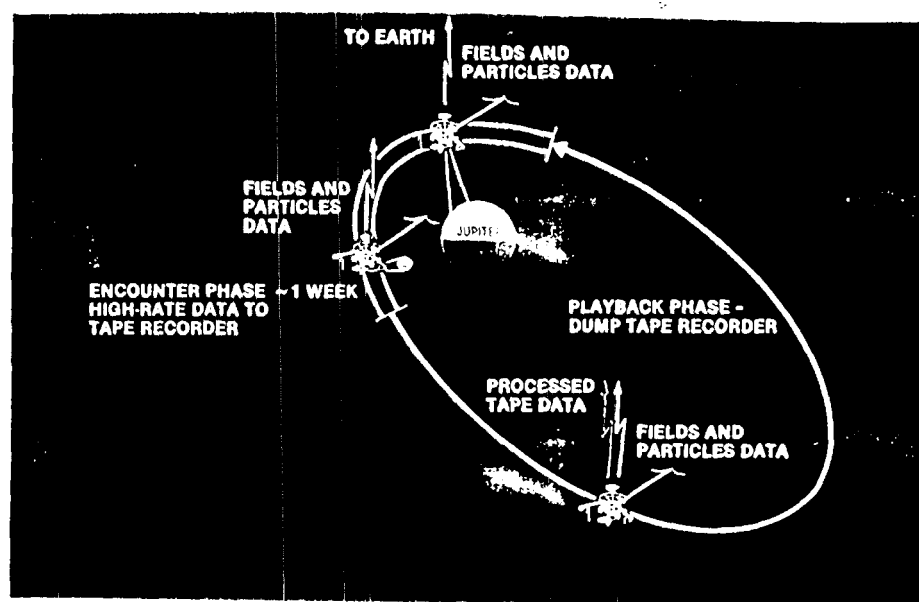 TO EARTH
FIELDS AND
PARTICLES DATA
FIELDS AND
PARTICLES
DATA
JUPITE
ENCOUNTER PHASE ~1 WEEK
HIGH-RATE DATA TO
TAPE RECORDER
PLAYBACK PHASE -
DUMP TAPE RECORDER
PROCESSED
TAPE DATA
FIELDS AND
PARTICLES DATA